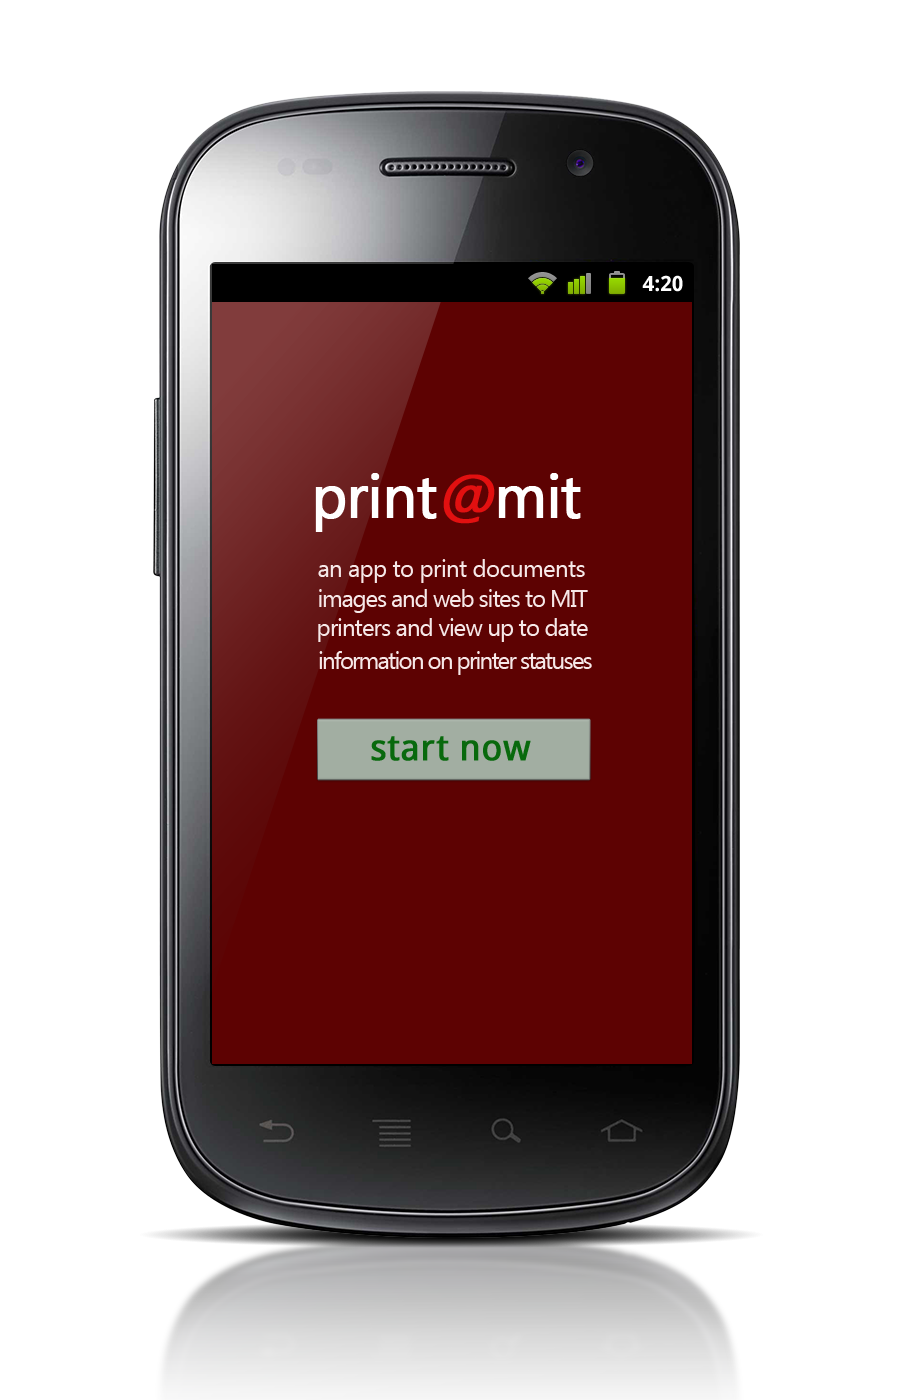 4:20
print@mit
an app to print documents
images and web sites to MIT
printers and view up to date
information on printer statuses
start now